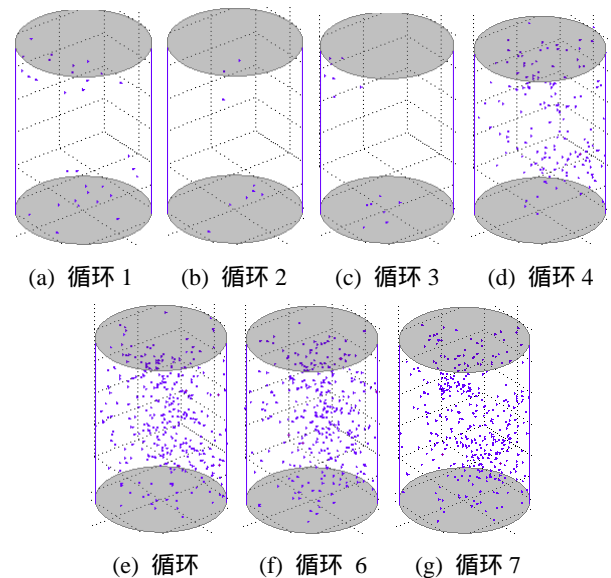 (a) 循环 1
(b) 循环 2
(c) 循环 3
(d) 循环 4
(e) 循环
(f) 循环 6
(g) 循环 7